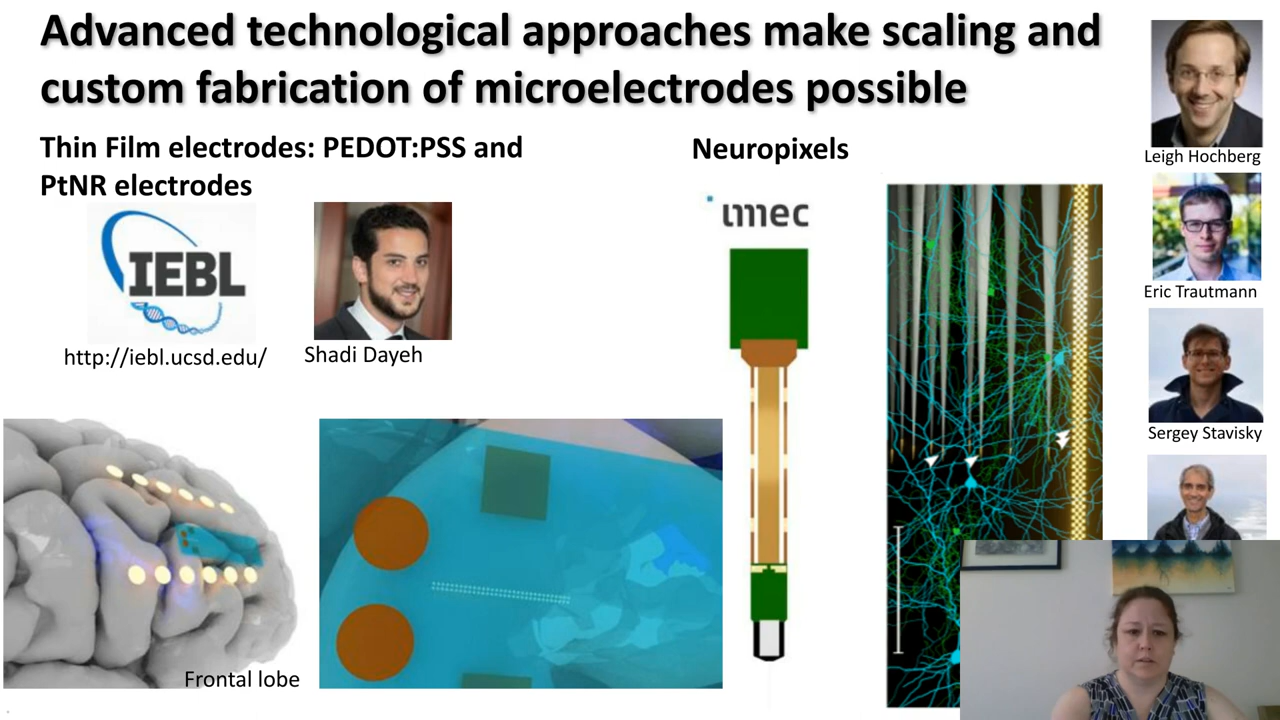 Advanced technological approaches make scaling and
custom fabrication of microelectrodes possible
Thin Film electrodes: PEDOT:PSS and
PtNR electrodes
IEBL
http://iebl.ucsd.edu/
Shadi Dayeh
Frontal lobe
Neuropixels
imec
Leigh Hochberg
Eric Trautmann
Sergey Stavisky